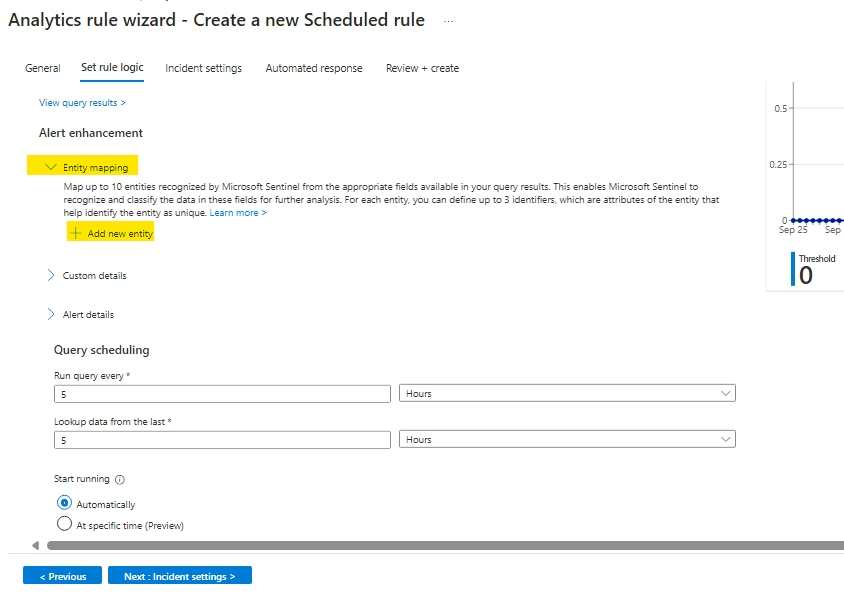 Analytics rule wizard - Create a new Scheduled rule ...
General Set rule logic Incident settings Automated response Review + create
View query results >
Alert enhancement
Entity mapping
Map up to 10 entities recognized by Microsoft Sentinel from the appropriate fields available in your query results. This enables Microsoft Sentinel to
recognize and classify the data in these fields for further analysis. For each entity, you can define up to 3 identifiers, which are attributes of the entity that
help identify the entity as unique. Learn more >
+ Add new entity
Custom details
Alert details
Query scheduling
Run query every *
5 Hours
Lookup data from the last *
5 Hours
Start running
Automatically
At specific time (Preview)
< Previous Next : Incident settings >
0.5
0.25
0
Sep 25 Sep
Threshold
0